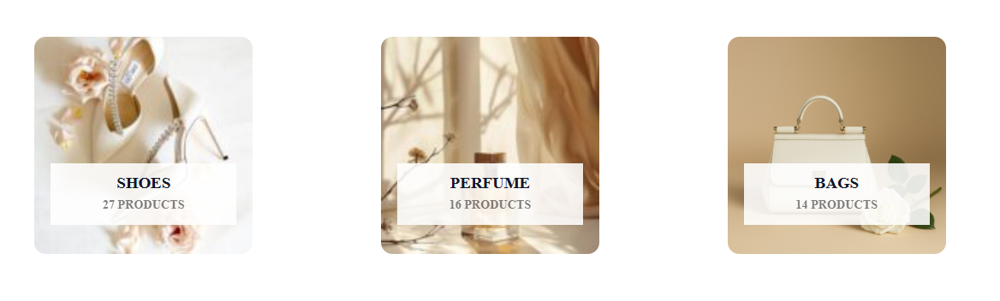 SHOES
27 PRODUCTS
PERFUME
16 PRODUCTS
BAGS
14 PRODUCTS